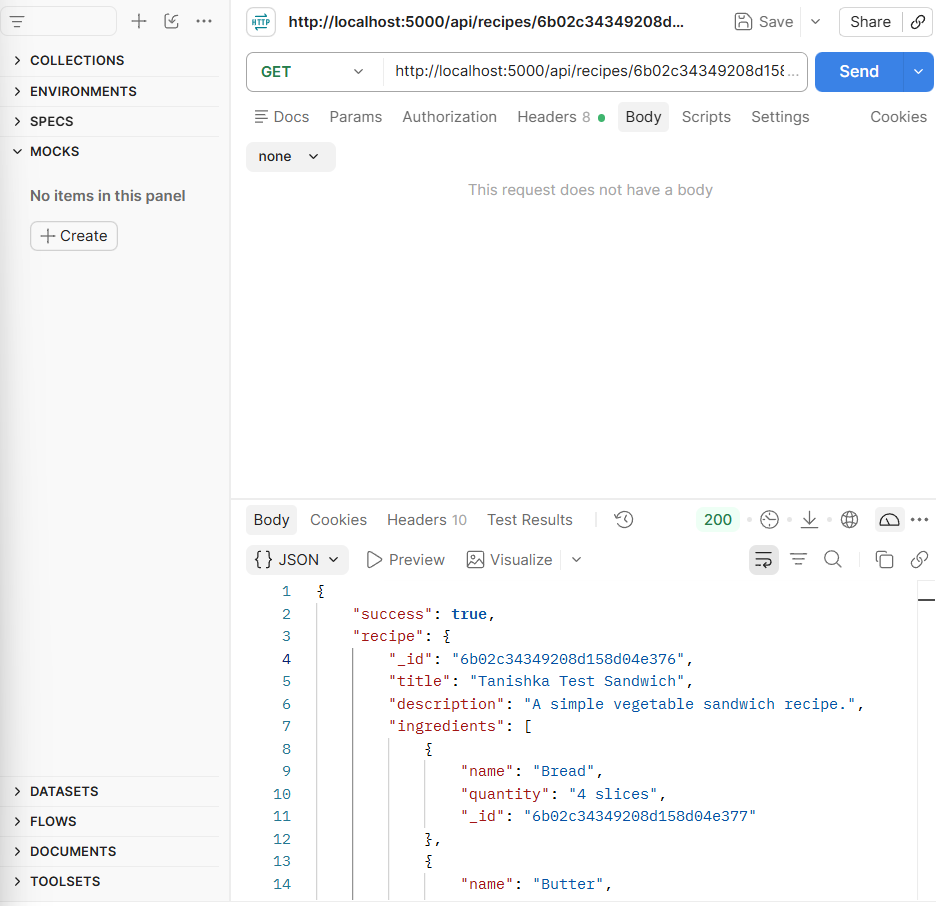 http://localhost:5000/api/recipes/6b02c34349208d... Save Share
COLLECTIONS
ENVIRONMENTS
SPECS
MOCKS
No items in this panel
Create
DATASETS
FLOWS
DOCUMENTS
TOOLSETS
HTTP
GET http://localhost:5000/api/recipes/6b02c34349208d158... Send
Docs Params Authorization Headers 8 Body Scripts Settings Cookies
none
This request does not have a body
Body Cookies Headers 10 Test Results 200
{} JSON Preview Visualize
1 {
2 "success": true,
3 "recipe": {
4 "_id": "6b02c34349208d158d04e376",
5 "title": "Tanishka Test Sandwich",
6 "description": "A simple vegetable sandwich recipe.",
7 "ingredients": [
8 {
9 "name": "Bread",
10 "quantity": "4 slices",
11 "_id": "6b02c34349208d158d04e377"
12 },
13 {
14 "name": "Butter",